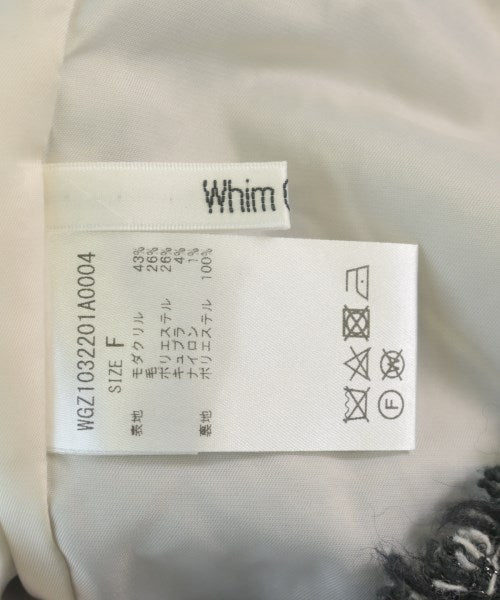 Whim
WGZ1032201A0004
SIZE F
表地 モダクリル 43%
毛 26%
ポリエステル 26%
キュプラ 4%
ナイロン 1%
裏地 ポリエステル 100%
F
W